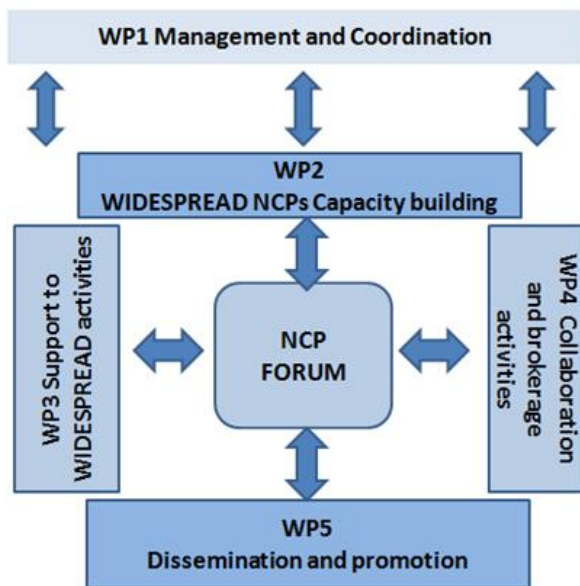 WP1 Management and Coordination
WP2
WIDESPREAD NCPs Capacity building
WP3 Support to
WIDESPREAD activities
NCP
FORUM
WP4 Collaboration
and brokerage
activities
WP5
Dissemination and promotion